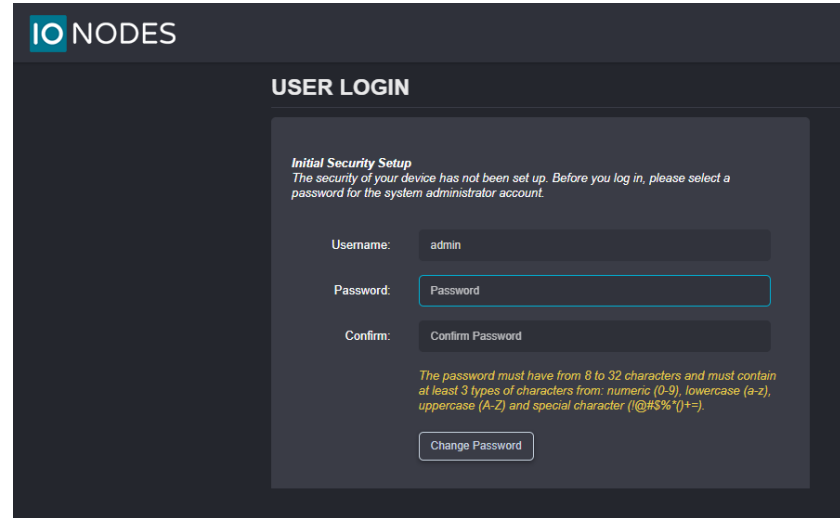 IO NODES
USER LOGIN
Initial Security Setup
The security of your device has not been set up. Before you log in, please select a
password for the system administrator account.
Username: admin
Password: Password
Confirm: Confirm Password
The password must have from 8 to 32 characters and must contain
at least 3 types of characters from: numeric (0-9), lowercase (a-z),
uppercase (A-Z) and special character (!@#$%*()+=).
Change Password